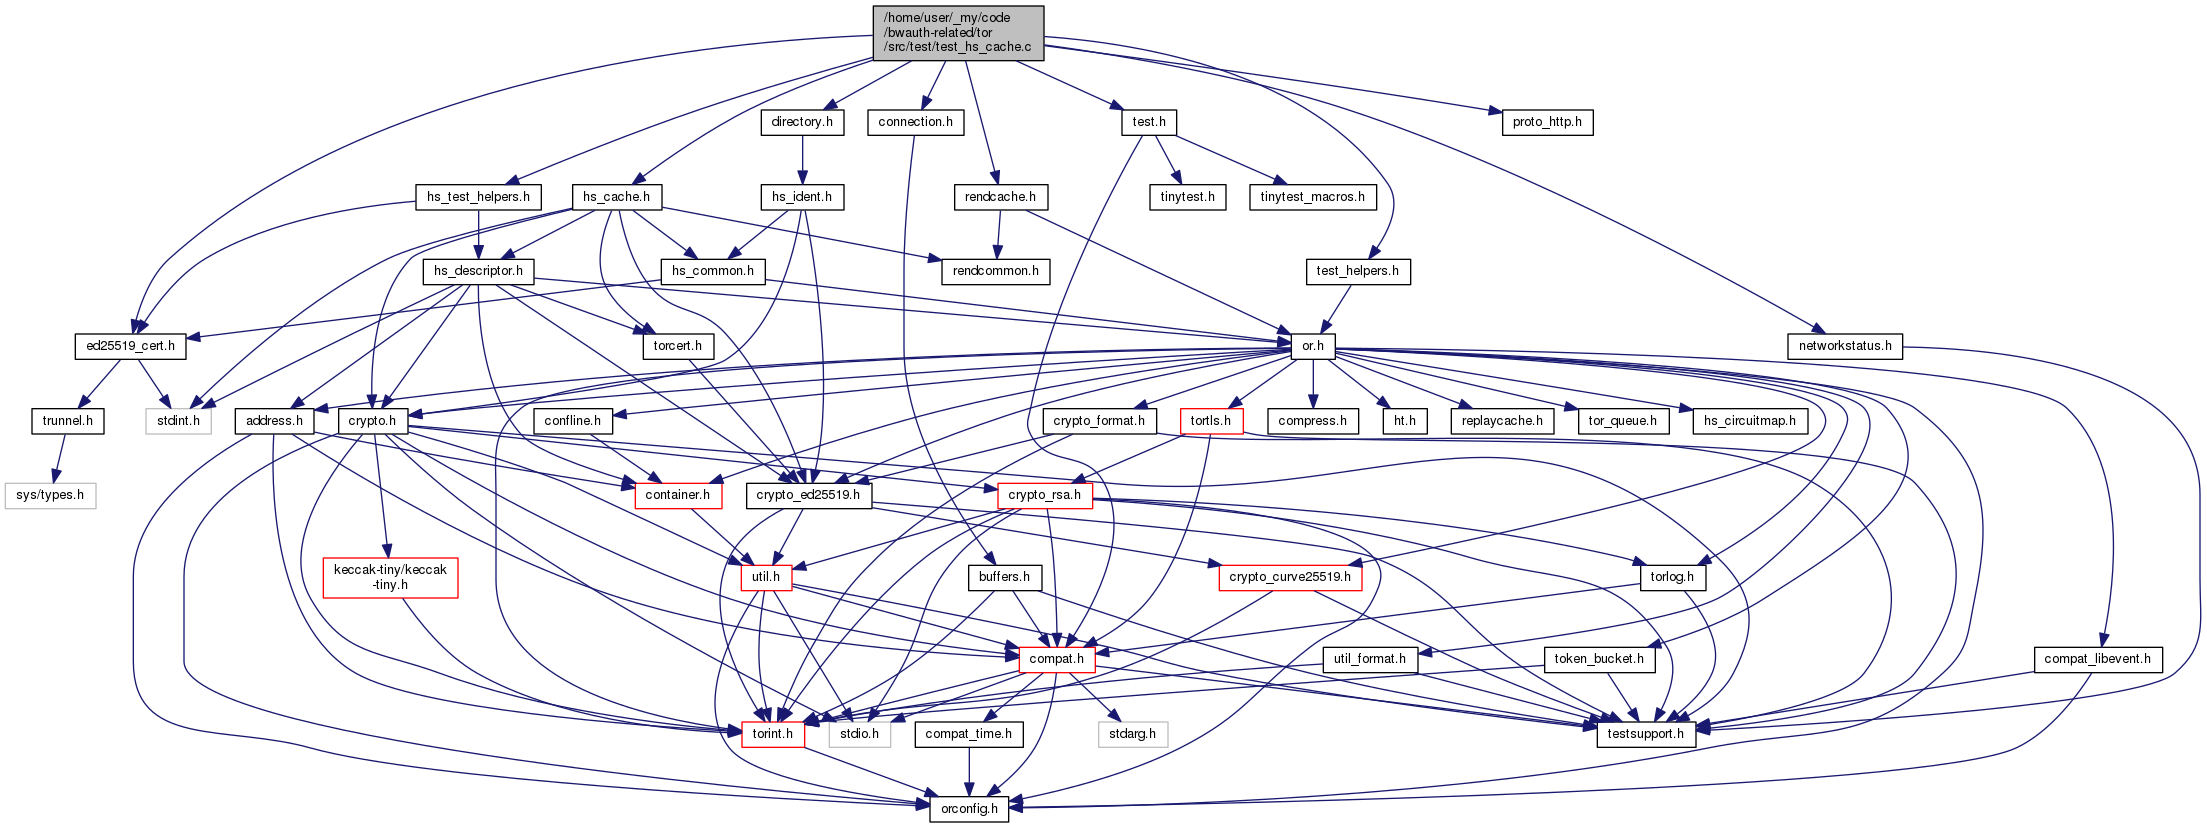 /home/user/_my/code
/bwauth-related/tor
/src/test/test_hs_cache.c
directory.h
connection.h
test.h
proto_http.h
hs_test_helpers.h
hs_cache.h
hs_ident.h
rendcache.h
tinytest.h
tinytest_macros.h
hs_descriptor.h
hs_common.h
rendcommon.h
test_helpers.h
ed25519_cert.h
torcert.h
or.h
networkstatus.h
trunnel.h
stdint.h
address.h
crypto.h
confline.h
crypto_format.h
tortls.h
compress.h
ht.h
replaycache.h
tor_queue.h
hs_circuitmap.h
sys/types.h
container.h
crypto_ed25519.h
crypto_rsa.h
keccak-tiny/keccak
-tiny.h
util.h
buffers.h
crypto_curve25519.h
torlog.h
compat.h
util_format.h
token_bucket.h
compat_libevent.h
torint.h
stdio.h
compat_time.h
stdarg.h
testsupport.h
orconfig.h